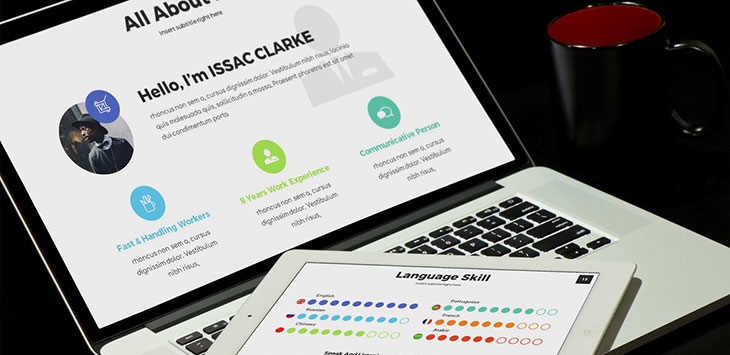 All About
Insert subtitle right here
Hello, I'm ISSAC CLARKE
rhoncus non sem a, cursus dignissim dolor. Vestibulum nibh risus, lacinia
quis malesuada quis, sollicitudin a massa. Praesent pharetra est sit amet
dui condimentum porta
Fast & Handling Workers
rhoncus non sem a, cursus
dignissim dolor. Vestibulum
nibh risus,
8 Years Work Experience
rhoncus non sem a, cursus
dignissim dolor. Vestibulum
nibh risus,
Communicative Person
rhoncus non sem a, cursus
dignissim dolor. Vestibulum
nibh risus,
Language Skill
Insert subtitle right here
English
Russian
Chinese
Portuguese
French
Arabic
Speak And